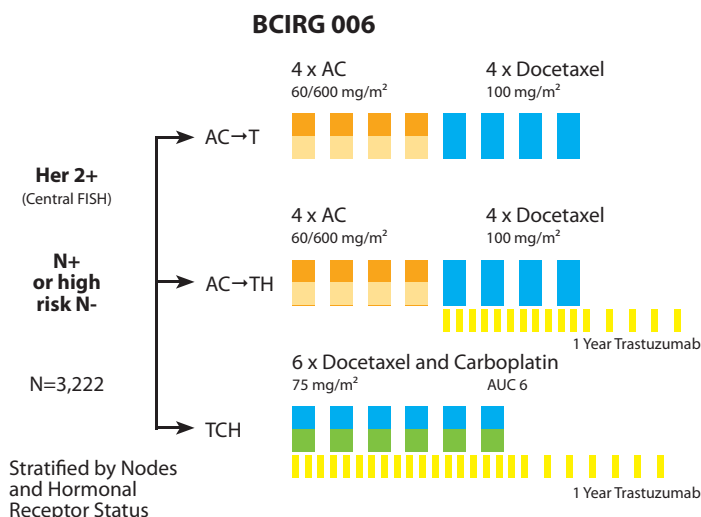 BCIRG 006
4 x AC
4 x Docetaxel
60/600 mg/m²
100 mg/m²
AC→T
Her 2+
(Central FISH)
4 x AC
4 x Docetaxel
60/600 mg/m²
100 mg/m²
N+
or high
risk N-
AC→TH
1 Year Trastuzumab
6 x Docetaxel and Carboplatin
75 mg/m²
AUC 6
N=3,222
TCH
Stratified by Nodes
and Hormonal
Receptor Status
1 Year Trastuzumab